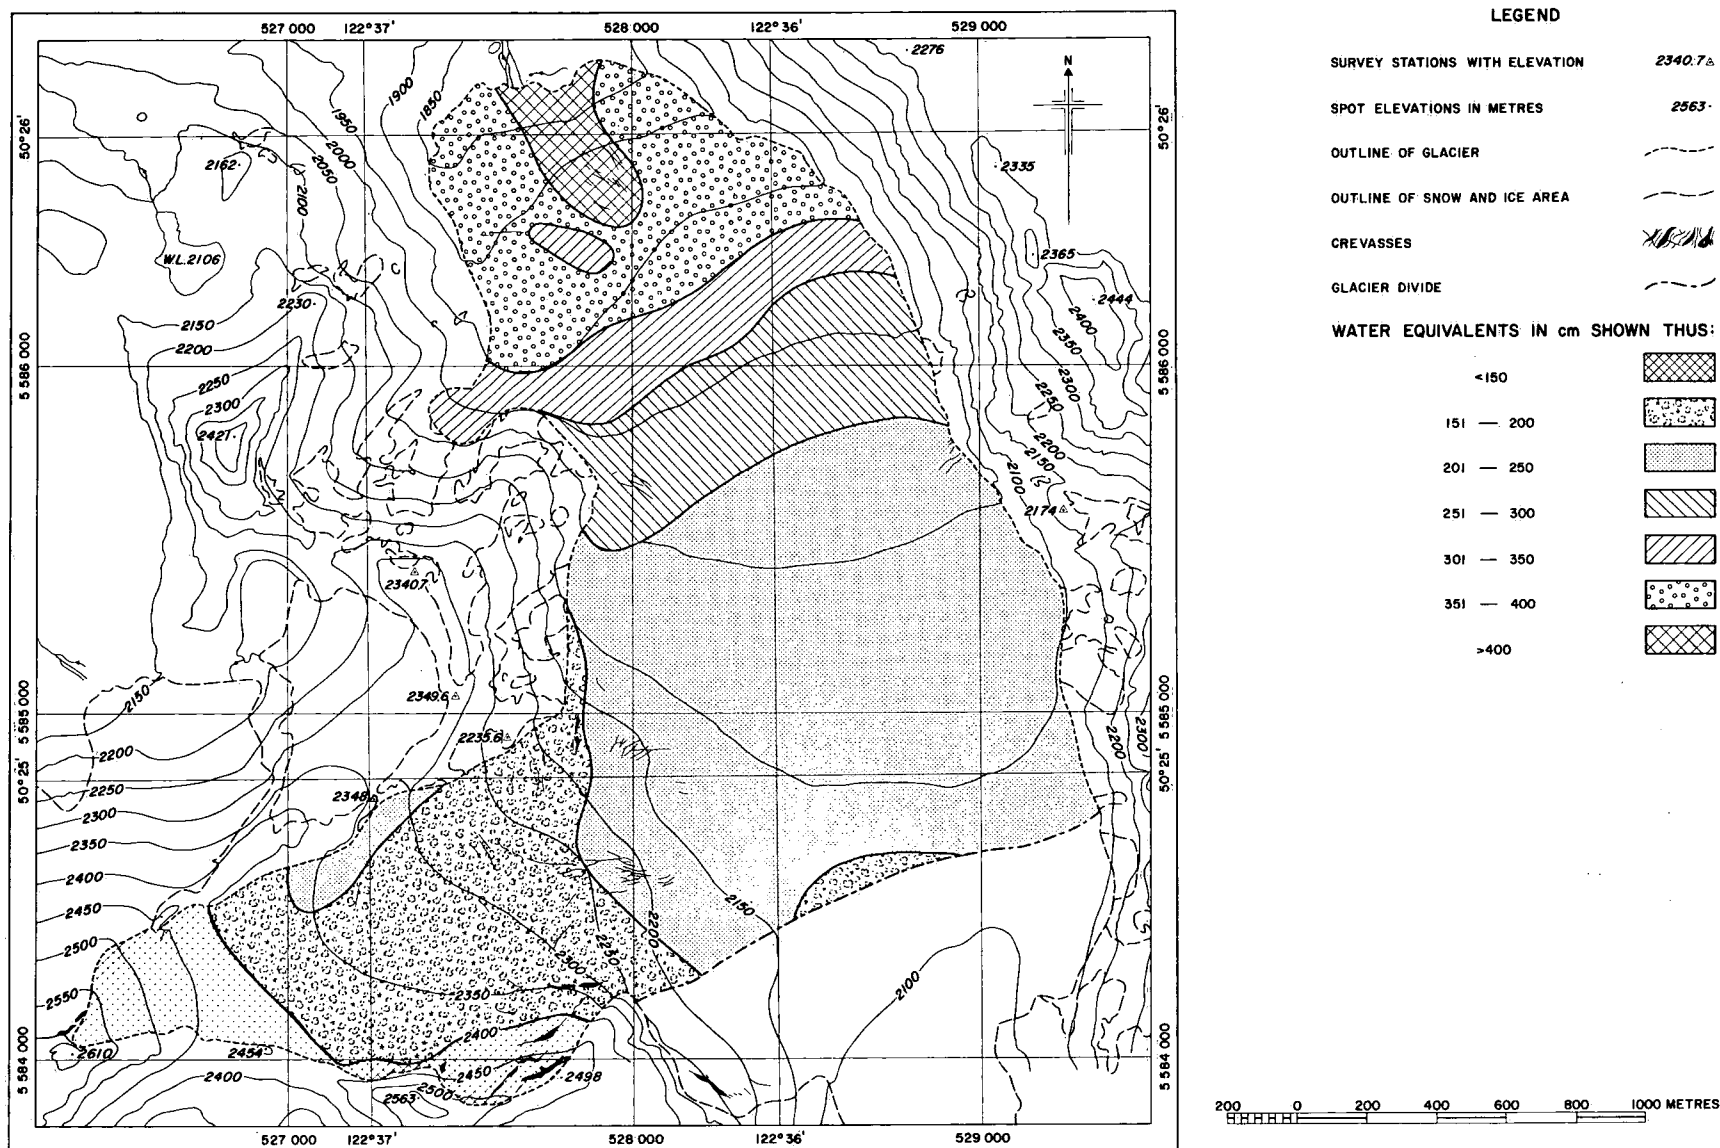 527 000 122°37' 528 000 122°36' 529 000
50°26'
5 586 000
5 585 000
50°25'
5 584 000
50°26'
5 586 000
5 585 000
50°25'
5 584 000
527 000 122°37' 528 000 122°36' 529 000
N
2276
1900
1850
1950
2000
2050
2100
2162
2335
W.L.2106
2365
2230
2444
2400
2350
2300
2250
2150
2200
2250
2300
2421
2200
2150
2100
2174
2340.7
2349.6
2150
2235.6
2200
2300
2200
2250
2348
2300
2350
2400
2450
2500
2550
2150
2200
2250
2300
2350
2100
2400
2610
2454
2450
2498
2400
2500
2563
LEGEND
SURVEY STATIONS WITH ELEVATION 2340.7
SPOT ELEVATIONS IN METRES 2563
OUTLINE OF GLACIER
OUTLINE OF SNOW AND ICE AREA
CREVASSES
GLACIER DIVIDE
WATER EQUIVALENTS IN cm SHOWN THUS:
<150
151 — 200
201 — 250
251 — 300
301 — 350
351 — 400
>400
200 0 200 400 600 800 1000 METRES